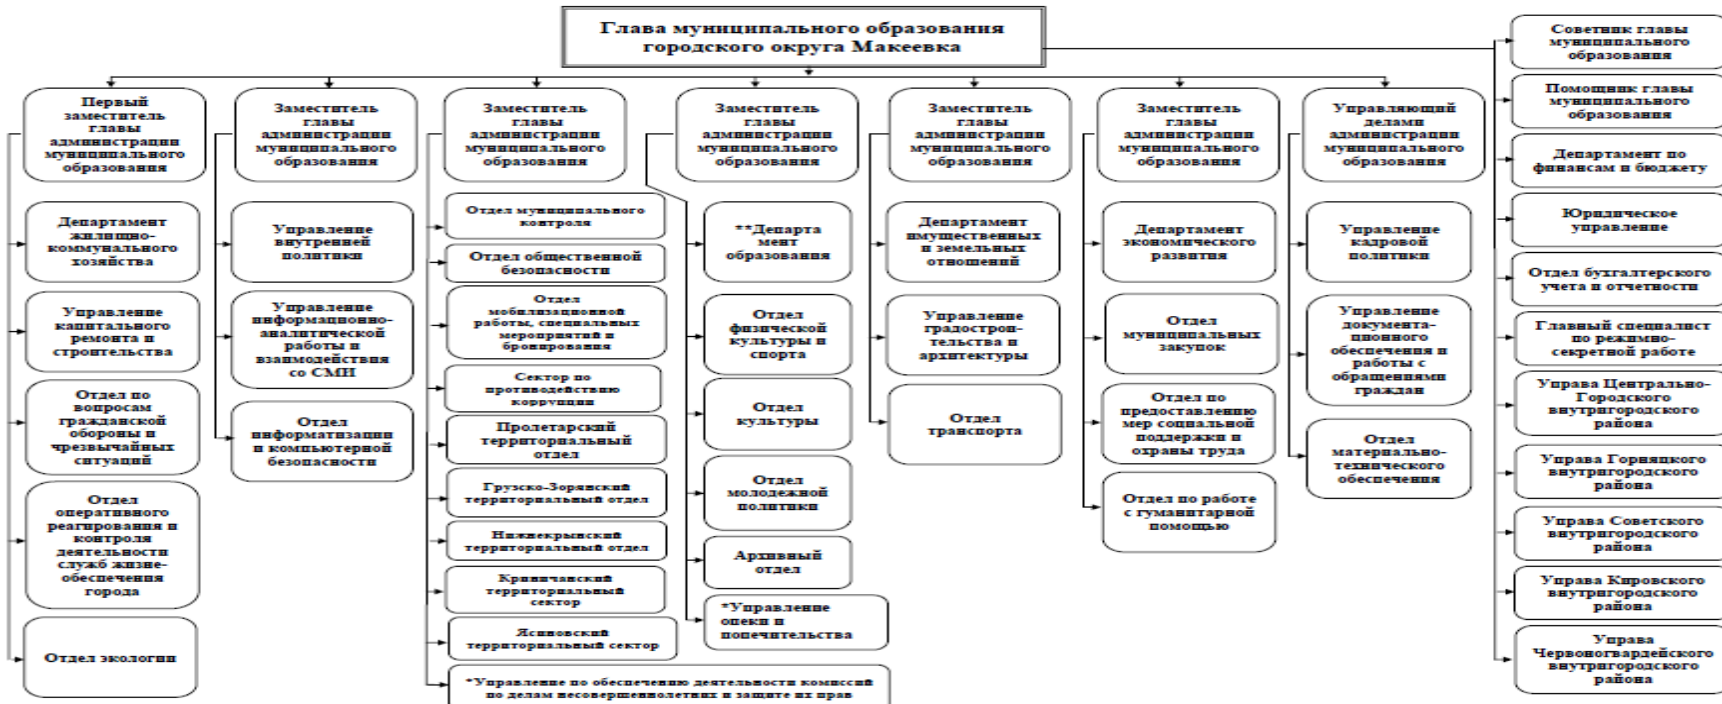 Глава муниципального образования
городского округа Макеевка
Первый
заместитель
главы
администрации
муниципального
образования
Департамент
жилищно-
коммунального
хозяйства
Управление
капитального
ремонта и
строительства
Отдел по
вопросам
гражданской
обороны и
чрезвычайных
ситуаций
Отдел
оперативного
реагирования и
контроля
деятельности
служб жизне-
обеспечения
города
Отдел экологии
Заместитель
главы
администрации
муниципального
образования
Управление
внутренней
политики
Управление
информационно-
аналитической
работы и
взаимодействия
со СМИ
Отдел
информатизации
и компьютерной
безопасности
Заместитель
главы
администрации
муниципального
образования
Отдел муниципального
контроля
Отдел общественной
безопасности
Отдел
мобилизационной
работы, специальных
мероприятий и
бронирования
Сектор по
противодействию
коррупции
Пролетарский
территориальный
отдел
Грузско-Зорянский
территориальный отдел
Нижнекрынский
территориальный отдел
Криничанский
территориальный
сектор
Ясиновский
территориальный сектор
*Управление по обеспечению деятельности комиссий
по делам несовершеннолетних и защите их прав
Заместитель
главы
администрации
муниципального
образования
**Департа
мент
образования
Отдел
физической
культуры и
спорта
Отдел
культуры
Отдел
молодежной
политики
Архивный
отдел
*Управление
опеки и
попечительства
Заместитель
главы
администрации
муниципального
образования
Департамент
имущественных
и земельных
отношений
Управление
градострои-
тельства и
архитектуры
Отдел
транспорта
Заместитель
главы
администрации
муниципального
образования
Департамент
экономического
развития
Отдел
муниципальных
закупок
Отдел по
предоставлению
мер социальной
поддержки и
охраны труда
Отдел по работе
с гуманитарной
помощью
Управляющий
делами
администрации
муниципального
образования
Управление
кадровой
политики
Управление
документа-
ционного
обеспечения и
работы с
обращениями
граждан
Отдел
материально-
технического
обеспечения
Советник главы
муниципального
образования
Помощник главы
муниципального
образования
Департамент по
финансам и бюджету
Юридическое
управление
Отдел бухгалтерского
учета и отчетности
Главный специалист
по режимно-
секретной работе
Управа Центрально-
Городского
внутригородского
района
Управа Горняцкого
внутригородского
района
Управа Советского
внутригородского
района
Управа Кировского
внутригородского
района
Управа
Червоногвардейского
внутригородского
района